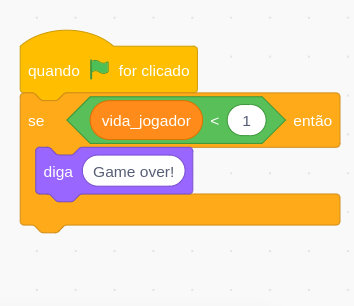 quando for clicado
se vida_jogador < 1 então
diga Game over!